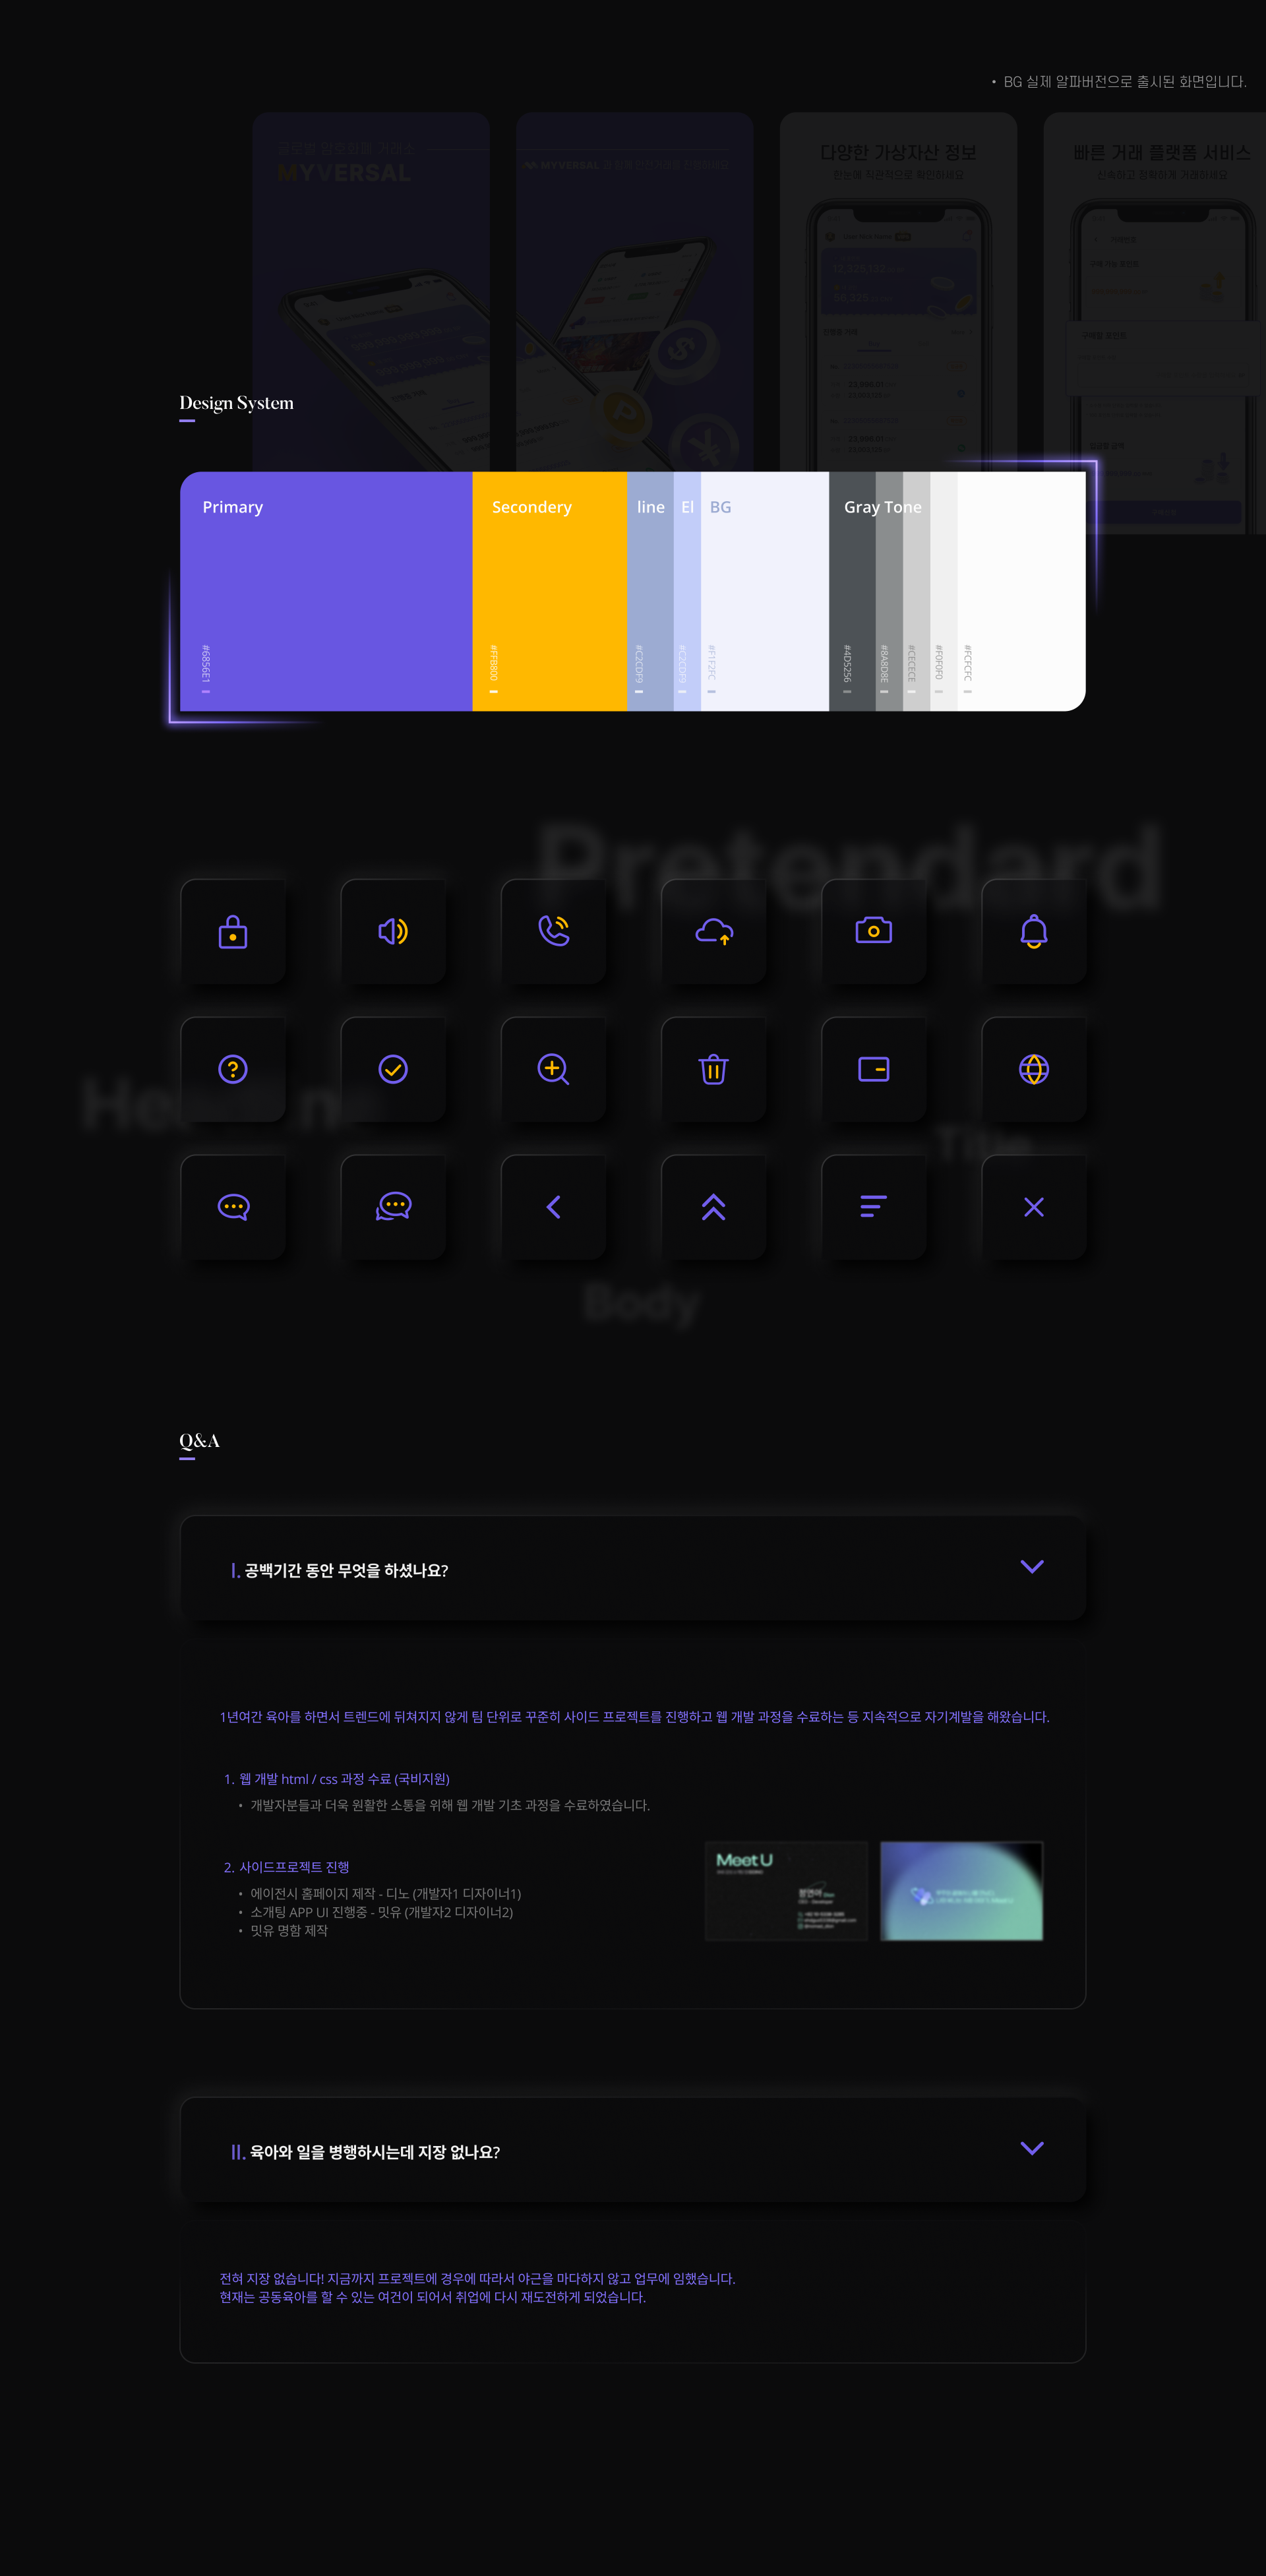 • BG 실제 알파버전으로 출시된 화면입니다.
글로벌 암호화폐 거래소
MYVERSAL
MYVERSAL
다양한 가상자산 정보
한눈에 직관적으로 확인하세요
빠른 거래 플랫폼 서비스
신속하고 정확하게 거래하세요
Design System
Primary
Secondery
line
El
BG
Gray Tone
#6856E1
#FFB800
#C2CDF9
#C2CDF9
#F1F2FC
#4D5256
#8A8D8E
#CECECE
#F0F0F0
#FCFCFC
Pretendard
Title
Body
Q&A
I. 공백기간 동안 무엇을 하셨나요?
1년여간 육아를 하면서 트렌드에 뒤쳐지지 않게 팀 단위로 꾸준히 사이드 프로젝트를 진행하고 웹 개발 과정을 수료하는 등 지속적으로 자기계발을 해왔습니다.
1. 웹 개발 html / css 과정 수료 (국비지원)
• 개발자분들과 더욱 원활한 소통을 위해 웹 개발 기초 과정을 수료하였습니다.
2. 사이드프로젝트 진행
• 에이전시 홈페이지 제작 - 디노 (개발자1 디자이너1)
• 소개팅 APP UI 진행중 - 밋유 (개발자2 디자이너2)
• 밋유 명함 제작
Meet U
II. 육아와 일을 병행하시는데 지장 없나요?
전혀 지장 없습니다! 지금까지 프로젝트에 경우에 따라서 야근을 마다하지 않고 업무에 임했습니다.
현재는 공동육아를 할 수 있는 여건이 되어서 취업에 다시 재도전하게 되었습니다.